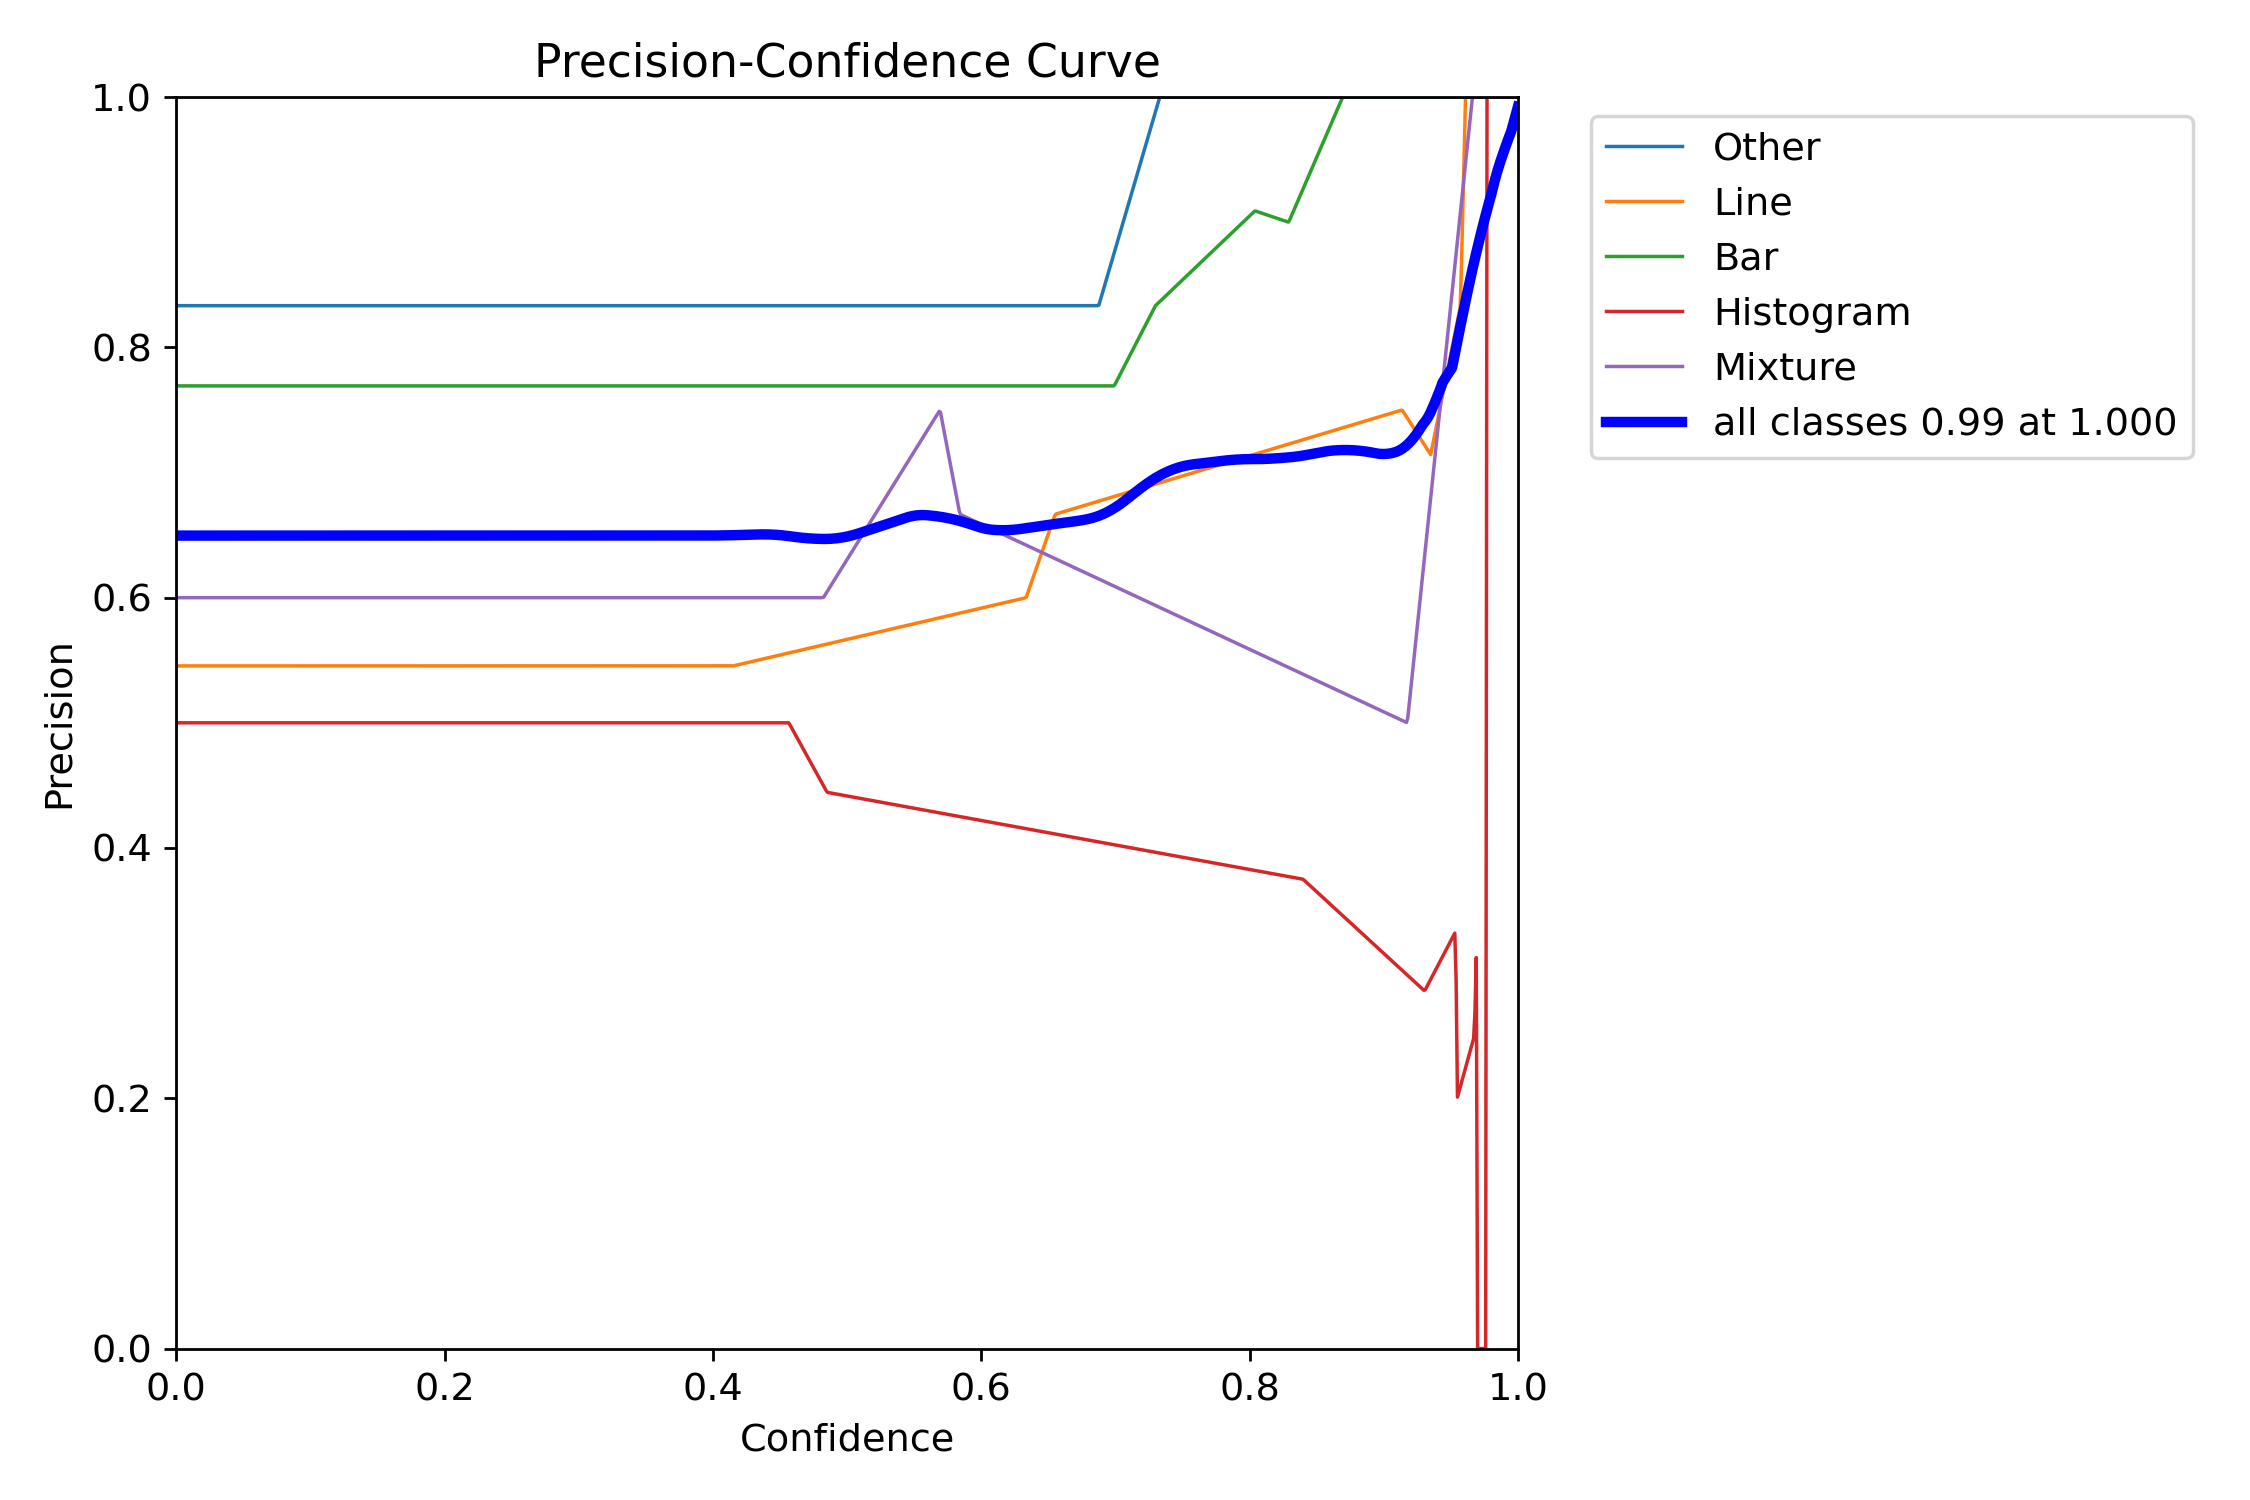 Precision-Confidence Curve
1.0
0.8
0.6
0.4
0.2
0.0
Precision
0.0 0.2 0.4 0.6 0.8 1.0
Confidence
Other
Line
Bar
Histogram
Mixture
all classes 0.99 at 1.000